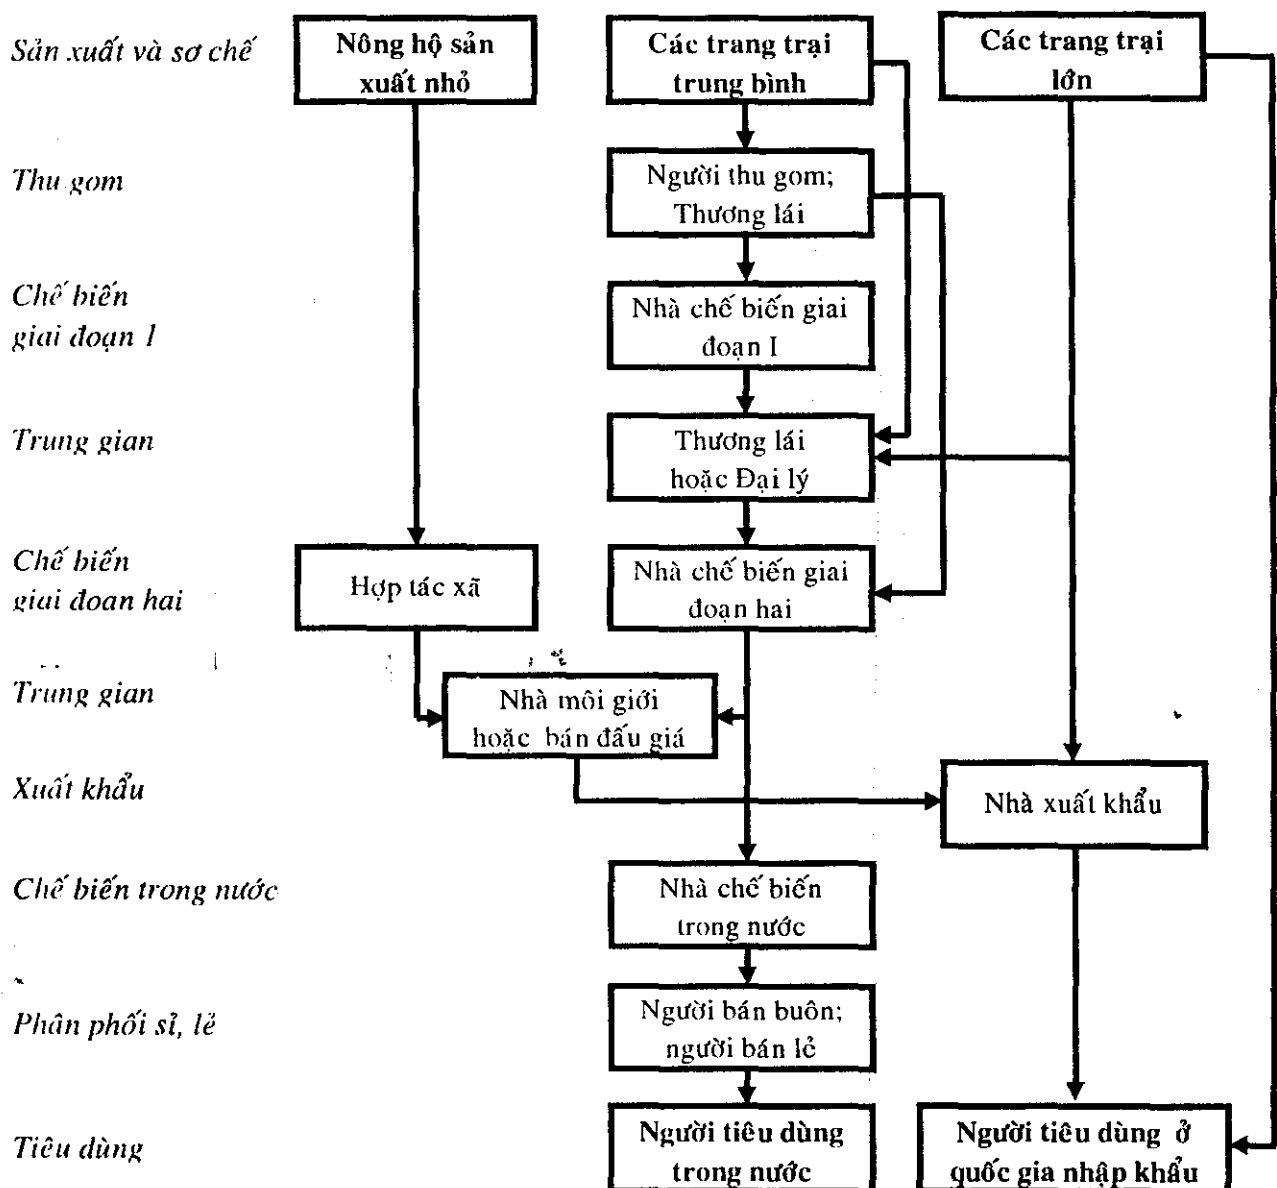 Sản xuất và sơ chế
Nông hộ sản
xuất nhỏ
Các trang trại
trung bình
Các trang trại
lớn
Thu gom
Người thu gom;
Thương lái
Chế biến
giai đoạn 1
Nhà chế biến giai
đoạn I
Trung gian
Thương lái
hoặc Đại lý
Chế biến
giai đoan hai
Hợp tác xã
Nhà chế biến giai
đoạn hai
Trung gian
Nhà môi giới
hoặc bán đấu giá
Xuất khẩu
Nhà xuất khẩu
Chế biến trong nước
Nhà chế biến
trong nước
Phân phối sỉ, lẻ
Người bán buôn;
người bán lẻ
Tiêu dùng
Người tiêu dùng
trong nước
Người tiêu dùng ở
quốc gia nhập khẩu